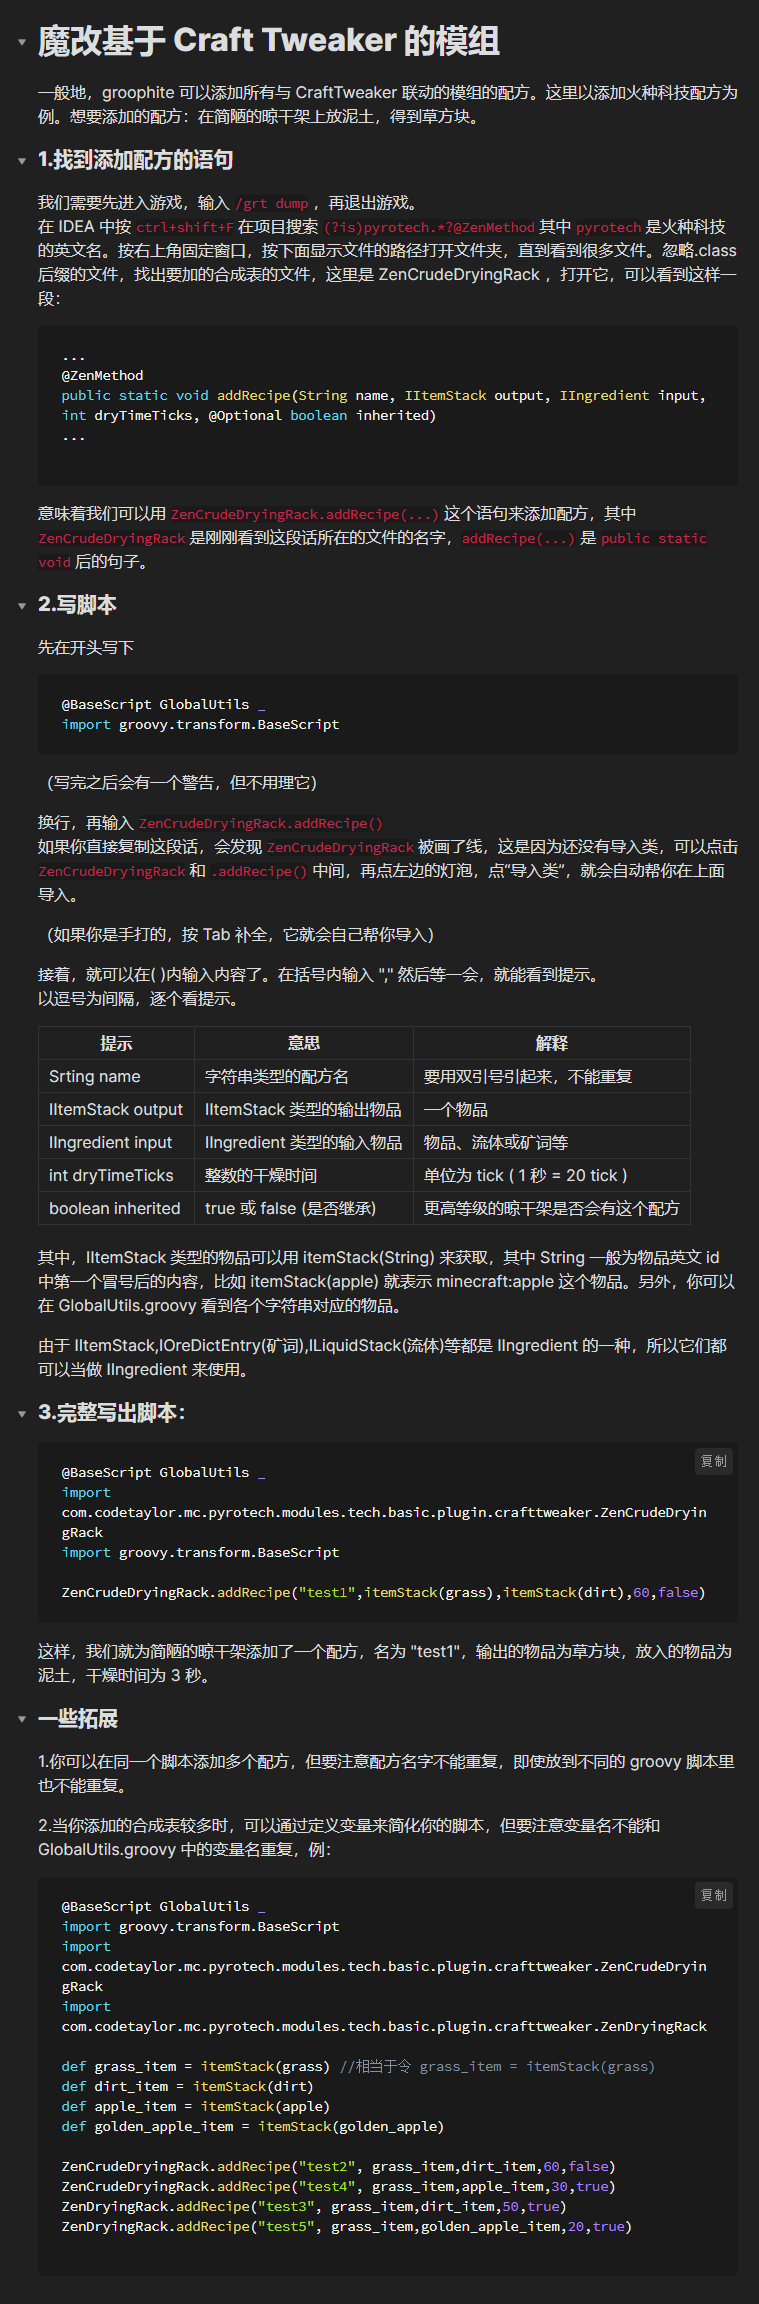 魔改基于 Craft Tweaker 的模组
一般地，groophite 可以添加所有与 CraftTweaker 联动的模组的配方。这里以添加火种科技配方为
例。想要添加的配方：在简陋的晾干架上放泥土，得到草方块。
1.找到添加配方的语句
我们需要先进入游戏，输入 /grt dump ，再退出游戏。
在 IDEA 中按 ctrl+shift+F 在项目搜索 (?is)pyrotech.*?@ZenMethod 其中 pyrotech 是火种科技
的英文名。按右上角固定窗口，按下面显示文件的路径打开文件夹，直到看到很多文件。忽略.class
后缀的文件，找出要加的合成表的文件，这里是 ZenCrudeDryingRack ，打开它，可以看到这样一
段：
...
@ZenMethod
public static void addRecipe(String name, IItemStack output, IIngredient input,
int dryTimeTicks, @Optional boolean inherited)
...
意味着我们可以用 ZenCrudeDryingRack.addRecipe(...) 这个语句来添加配方，其中
ZenCrudeDryingRack 是刚刚看到这段话所在的文件的名字，addRecipe(...) 是 public static
void 后的句子。
2.写脚本
先在开头写下
@BaseScript GlobalUtils _
import groovy.transform.BaseScript
（写完之后会有一个警告，但不用理它）
换行，再输入 ZenCrudeDryingRack.addRecipe()
如果你直接复制这段话，会发现 ZenCrudeDryingRack 被画了线，这是因为还没有导入类，可以点击
ZenCrudeDryingRack 和 .addRecipe() 中间，再点左边的灯泡，点“导入类”，就会自动帮你在上面
导入。
（如果你是手打的，按 Tab 补全，它就会自己帮你导入）
接着，就可以在( )内输入内容了。在括号内输入 "," 然后等一会，就能看到提示。
以逗号为间隔，逐个看提示。
提示 意思 解释
Srting name 字符串类型的配方名 要用双引号引起来，不能重复
IItemStack output IItemStack 类型的输出物品 一个物品
IIngredient input IIngredient 类型的输入物品 物品、流体或矿词等
int dryTimeTicks 整数的干燥时间 单位为 tick ( 1 秒 = 20 tick )
boolean inherited true 或 false (是否继承) 更高等级的晾干架是否会有这个配方
其中，IItemStack 类型的物品可以用 itemStack(String) 来获取，其中 String 一般为物品英文 id
中第一个冒号后的内容，比如 itemStack(apple) 就表示 minecraft:apple 这个物品。另外，你可以
在 GlobalUtils.groovy 看到各个字符串对应的物品。
由于 IItemStack,IOreDictEntry(矿词),ILiquidStack(流体)等都是 IIngredient 的一种，所以它们都
可以当做 IIngredient 来使用。
3.完整写出脚本：
复制
@BaseScript GlobalUtils _
import
com.codetaylor.mc.pyrotech.modules.tech.basic.plugin.crafttweaker.ZenCrudeDryin
gRack
import groovy.transform.BaseScript
ZenCrudeDryingRack.addRecipe("test1",itemStack(grass),itemStack(dirt),60,false)
这样，我们就为简陋的晾干架添加了一个配方，名为 "test1"，输出的物品为草方块，放入的物品为
泥土，干燥时间为 3 秒。
一些拓展
1.你可以在同一个脚本添加多个配方，但要注意配方名字不能重复，即使放到不同的 groovy 脚本里
也不能重复。
2.当你添加的合成表较多时，可以通过定义变量来简化你的脚本，但要注意变量名不能和
GlobalUtils.groovy 中的变量名重复，例：
复制
@BaseScript GlobalUtils _
import groovy.transform.BaseScript
import
com.codetaylor.mc.pyrotech.modules.tech.basic.plugin.crafttweaker.ZenCrudeDryin
gRack
import
com.codetaylor.mc.pyrotech.modules.tech.basic.plugin.crafttweaker.ZenDryingRack
def grass_item = itemStack(grass) //相当于令 grass_item = itemStack(grass)
def dirt_item = itemStack(dirt)
def apple_item = itemStack(apple)
def golden_apple_item = itemStack(golden_apple)
ZenCrudeDryingRack.addRecipe("test2", grass_item,dirt_item,60,false)
ZenCrudeDryingRack.addRecipe("test4", grass_item,apple_item,30,true)
ZenDryingRack.addRecipe("test3", grass_item,dirt_item,50,true)
ZenDryingRack.addRecipe("test5", grass_item,golden_apple_item,20,true)